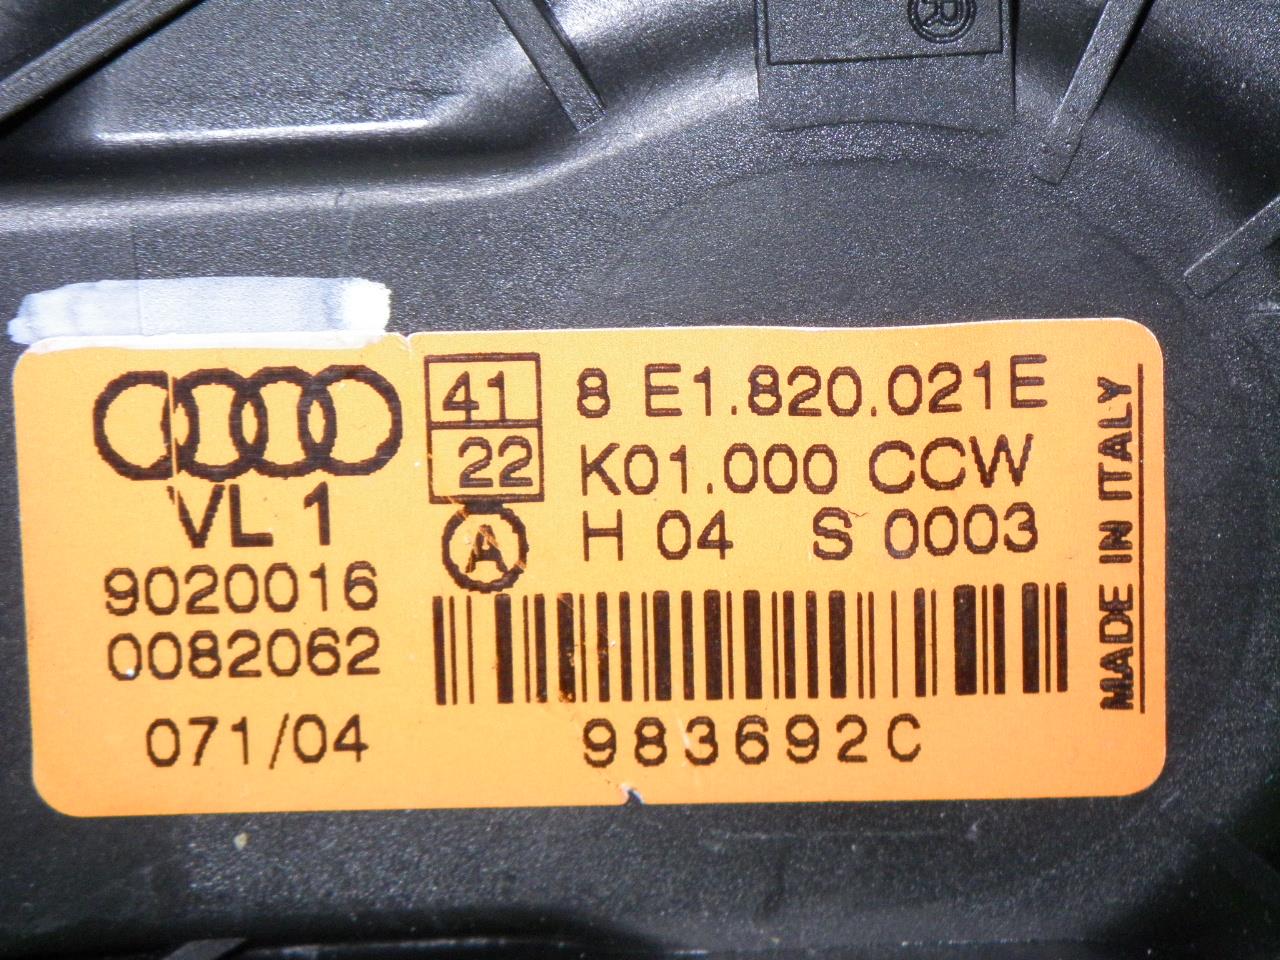 ®
VL 1
9020016
0082062
071/04
41
22
A
8 E1.820.021E
K01.000 CCW
H 04 S 0003
983692C
MADE IN ITALY